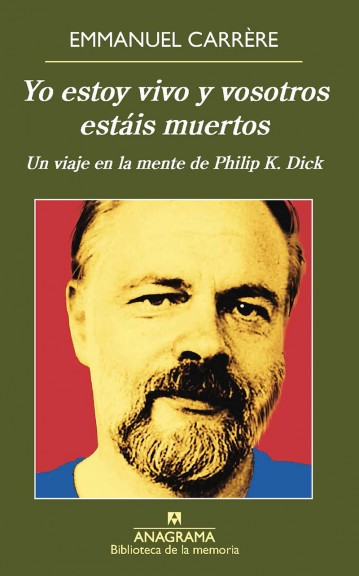 EMMANUEL CARRÈRE
Yo estoy vivo y vosotros
estáis muertos
Un viaje en la mente de Philip K. Dick
ANAGRAMA
Biblioteca de la memoria